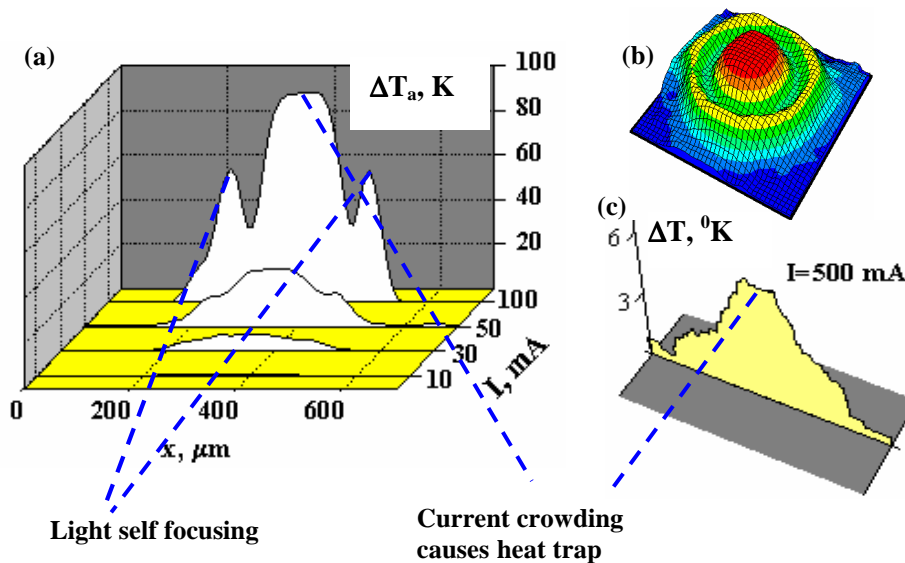 (a)
ΔTa, K
100
80
60
40
20
100
50
30
10
I, mA
0
200
400
600
x, μm
(b)
(c)
6
3
ΔT, ⁰K
I=500 mA
Light self focusing
Current crowding
causes heat trap